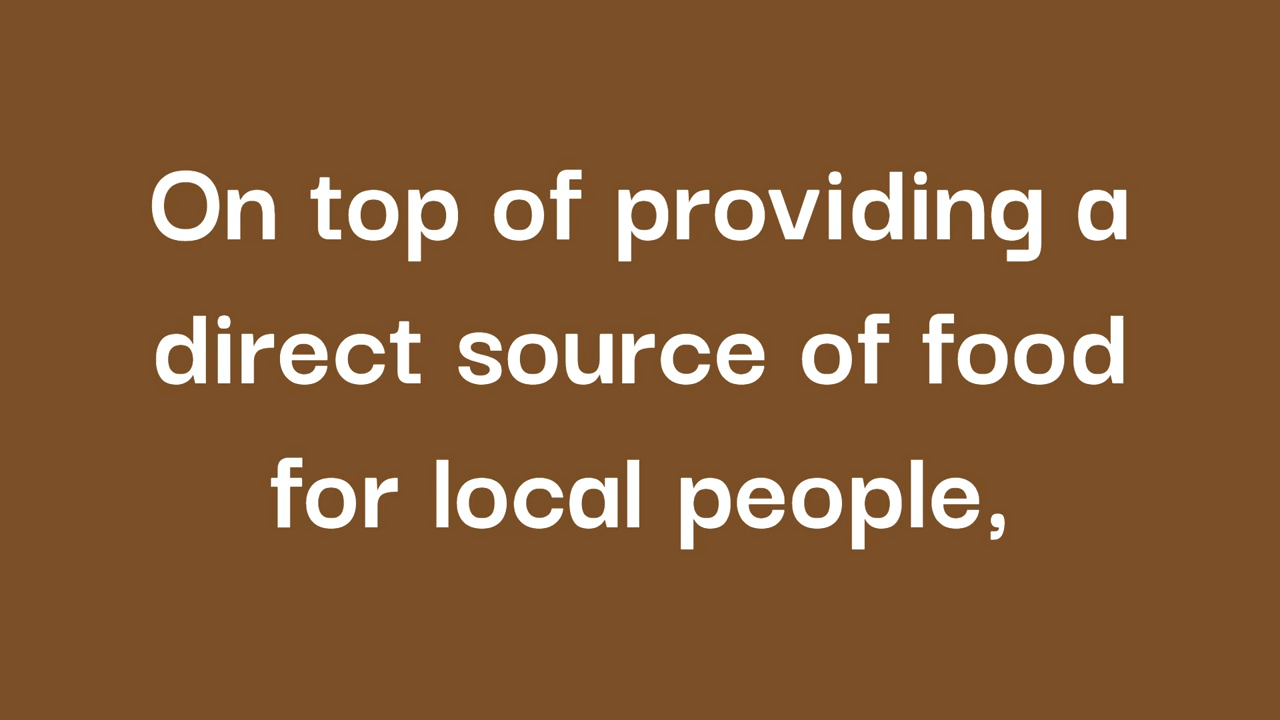 On top of providing a
direct source of food
for local people,